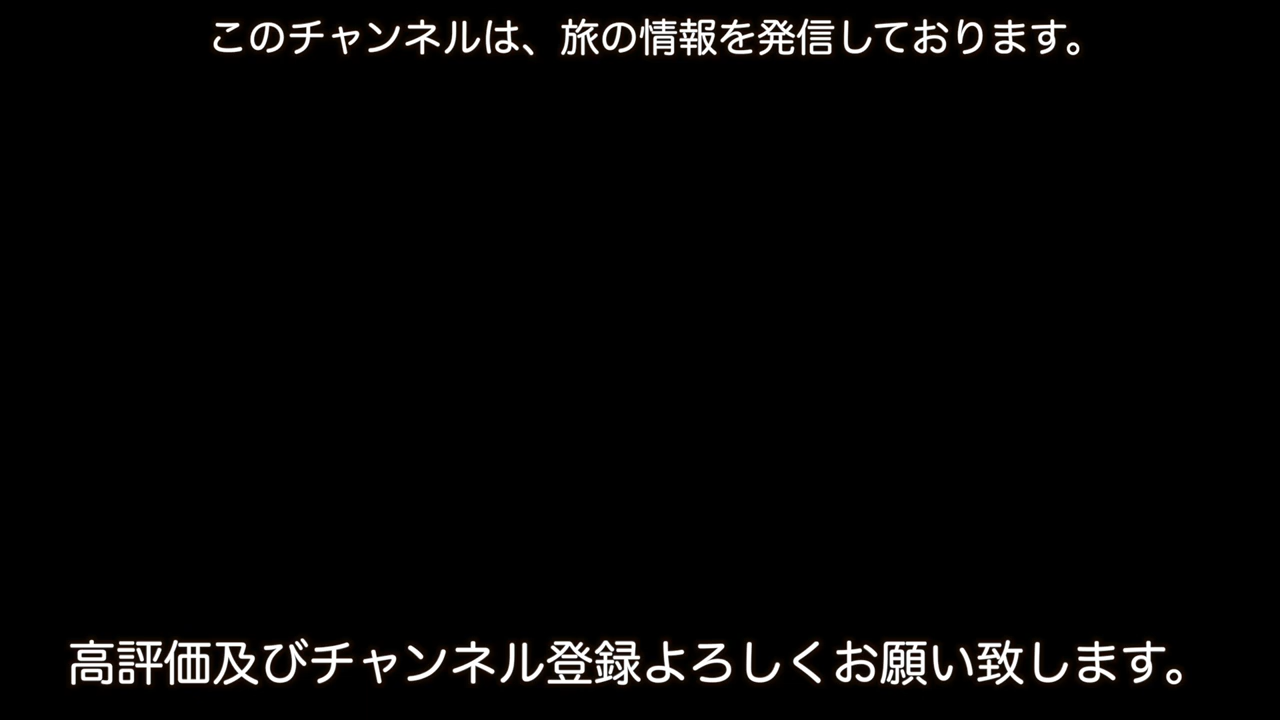 このチャンネルは、旅の情報を発信しております。
高評価及びチャンネル登録よろしくお願い致します。